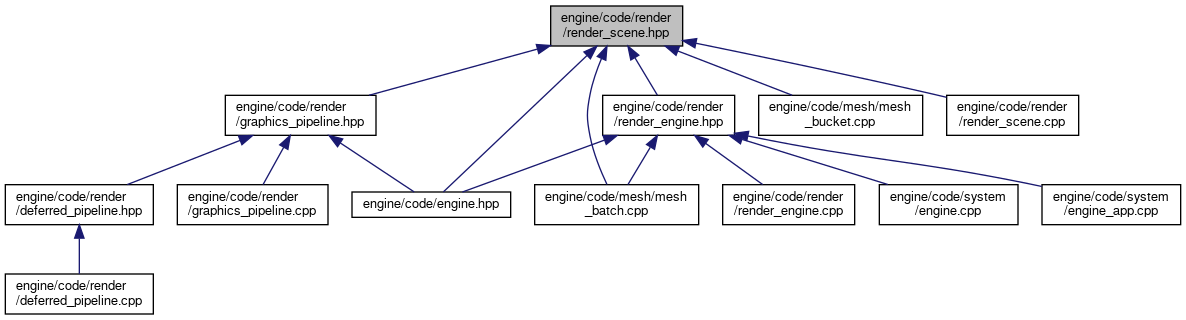 engine/code/render
/render_scene.hpp
engine/code/render
/graphics_pipeline.hpp
engine/code/render
/render_engine.hpp
engine/code/mesh/mesh
_bucket.cpp
engine/code/render
/render_scene.cpp
engine/code/render
/deferred_pipeline.hpp
engine/code/render
/graphics_pipeline.cpp
engine/code/engine.hpp
engine/code/mesh/mesh
_batch.cpp
engine/code/render
/render_engine.cpp
engine/code/system
/engine.cpp
engine/code/system
/engine_app.cpp
engine/code/render
/deferred_pipeline.cpp